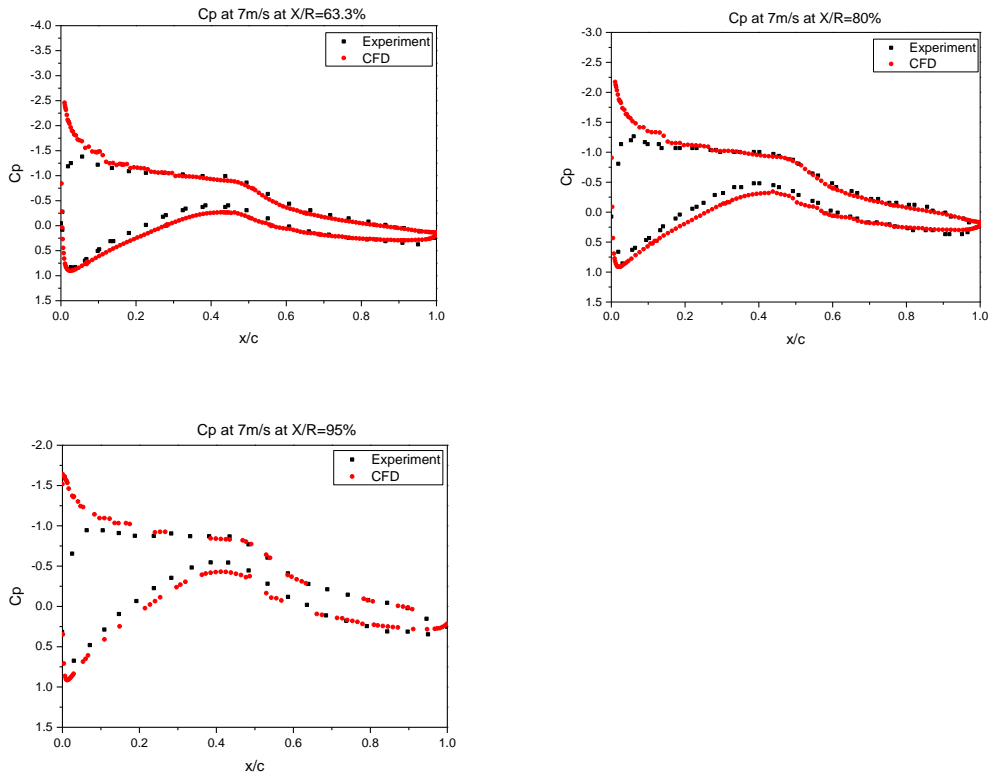 Cp at 7m/s at X/R=63.3%
Experiment
CFD
-4.0
-3.5
-3.0
-2.5
-2.0
-1.5
-1.0
-0.5
0.0
0.5
1.0
1.5
Cp
0.0 0.2 0.4 0.6 0.8 1.0
x/c
Cp at 7m/s at X/R=80%
Experiment
CFD
-3.0
-2.5
-2.0
-1.5
-1.0
-0.5
0.0
0.5
1.0
1.5
Cp
0.0 0.2 0.4 0.6 0.8 1.0
x/c
Cp at 7m/s at X/R=95%
Experiment
CFD
-2.0
-1.5
-1.0
-0.5
0.0
0.5
1.0
1.5
Cp
0.0 0.2 0.4 0.6 0.8 1.0
x/c